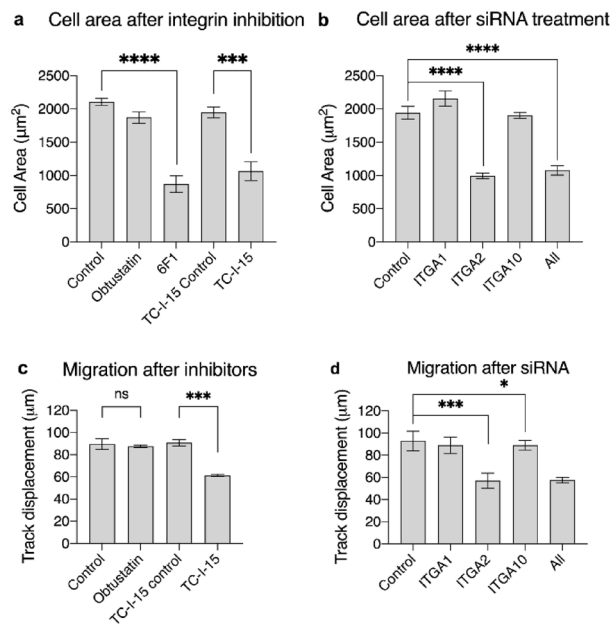 a Cell area after integrin inhibition
**** ***
Cell Area (μm²)
2500
2000
1500
1000
500
0
Control
Obtustatin
6F1
TC-I-15 Control
TC-I-15
b Cell area after siRNA treatment
****
****
Cell Area (μm²)
2500
2000
1500
1000
500
0
Control
ITGA1
ITGA2
ITGA10
All
c Migration after inhibitors
ns ***
Track displacement (μm)
120
100
80
60
40
20
0
Control
Obtustatin
TC-I-15 control
TC-I-15
d Migration after siRNA
*
***
Track displacement (μm)
120
100
80
60
40
20
0
Control
ITGA1
ITGA2
ITGA10
All